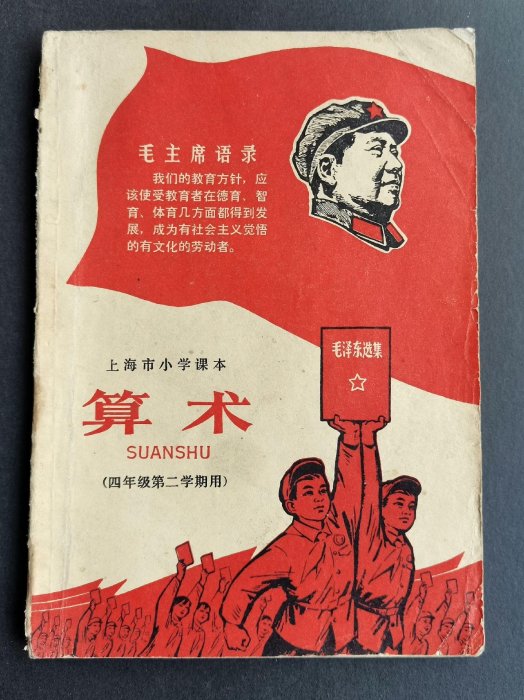 毛主席语录
我们的教育方针，应
该使受教育者在德育、智
育、体育几方面都得到发
展，成为有社会主义觉悟
的有文化的劳动者。
毛泽东选集
上海市小学课本
算术
SUANSHU
(四年级第二学期用)